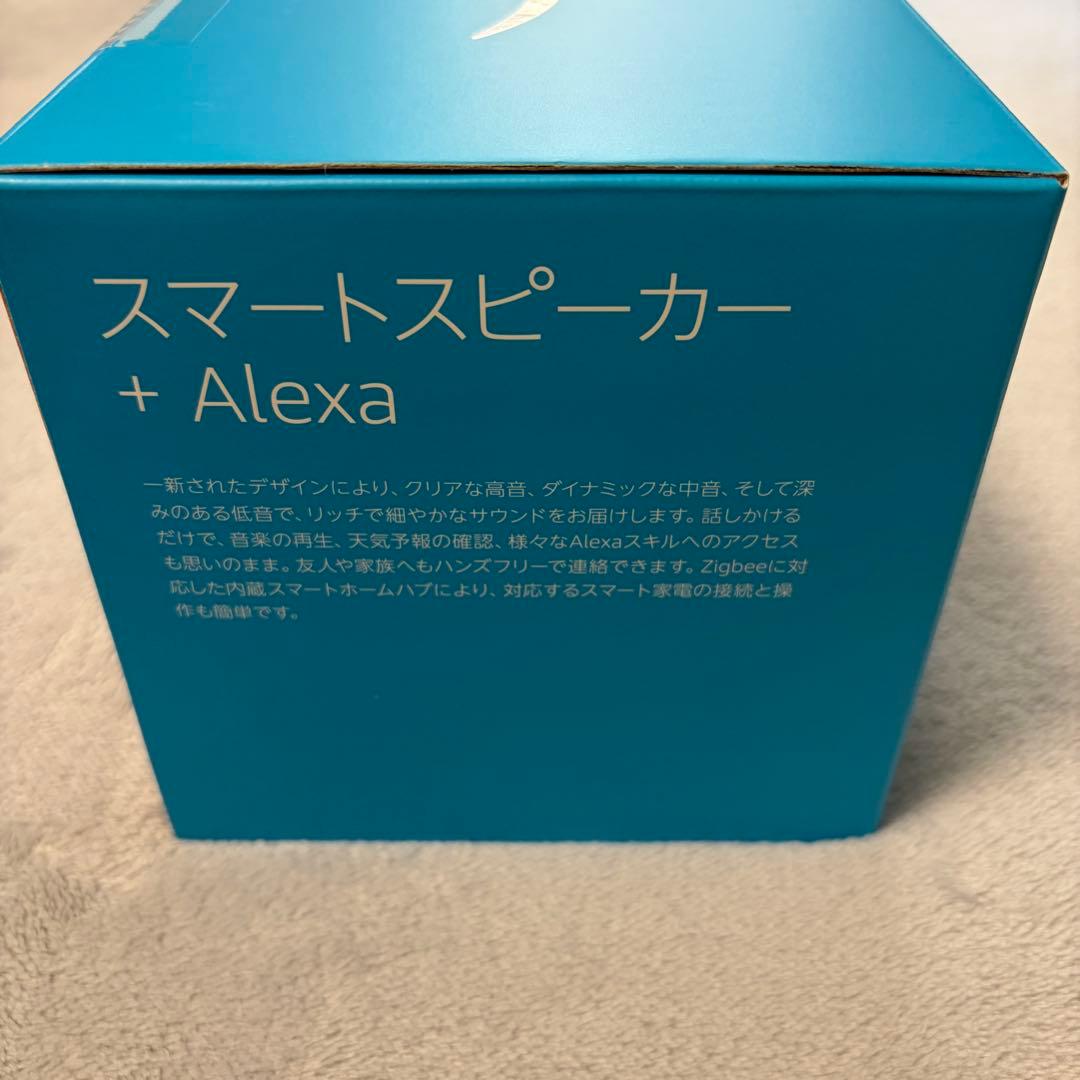 スマートスピーカー
+ Alexa
一新されたデザインにより、クリアな高音、ダイナミックな中音、そして深
みのある低音で、リッチで細やかなサウンドをお届けします。話しかける
だけで、音楽の再生、天気予報の確認、様々なAlexaスキルへのアクセス
も思いのまま。友人や家族へもハンズフリーで連絡できます。Zigbeeに対
応した内蔵スマートホームハブにより、対応するスマート家電の接続と操
作も簡単です。